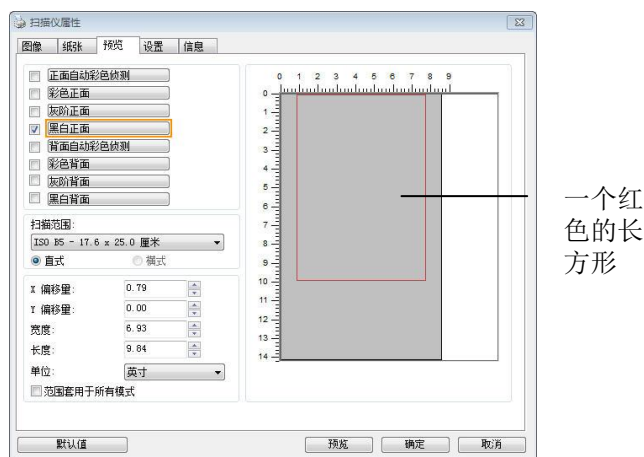 扫描仪属性
图像 纸张 预览 设置 信息
正面自动彩色侦测
彩色正面
灰阶正面
黑白正面
背面自动彩色侦测
彩色背面
灰阶背面
黑白背面
扫描范围:
ISO B5 - 17.6 x 25.0 厘米
直式 横式
X 偏移量: 0.79
Y 偏移量: 0.00
宽度: 6.93
长度: 9.84
单位: 英寸
范围套用于所有模式
0 1 2 3 4 5 6 7 8 9
0
1
2
3
4
5
6
7
8
9
10
11
12
13
14
一个红
色的长
方形
默认值 预览 确定 取消